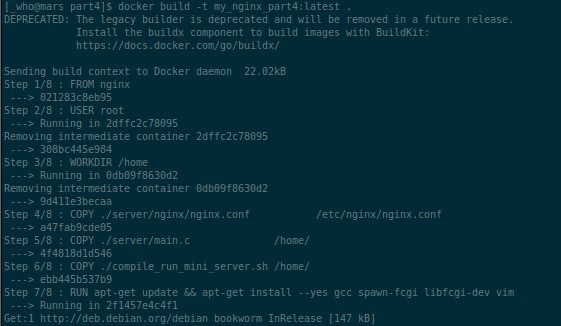 [_who@mars part4]$ docker build -t my_nginx_part4:latest .
DEPRECATED: The legacy builder is deprecated and will be removed in a future release.
            Install the buildx component to build images with BuildKit:
            https://docs.docker.com/go/buildx/

Sending build context to Docker daemon  22.02kB
Step 1/8 : FROM nginx
 ---> 021283c8eb95
Step 2/8 : USER root
 ---> Running in 2dffc2c78095
Removing intermediate container 2dffc2c78095
 ---> 308bc445e984
Step 3/8 : WORKDIR /home
 ---> Running in 0db09f8630d2
Removing intermediate container 0db09f8630d2
 ---> 9d411e3becaa
Step 4/8 : COPY ./server/nginx/nginx.conf           /etc/nginx/nginx.conf
 ---> a47fab9cde05
Step 5/8 : COPY ./server/main.c              /home/
 ---> 4f4818d1d546
Step 6/8 : COPY ./compile_run_mini_server.sh /home/
 ---> ebb445b537b9
Step 7/8 : RUN apt-get update && apt-get install --yes gcc spawn-fcgi libfcgi-dev vim
 ---> Running in 2f1457e4c4f1
Get:1 http://deb.debian.org/debian bookworm InRelease [147 kB]